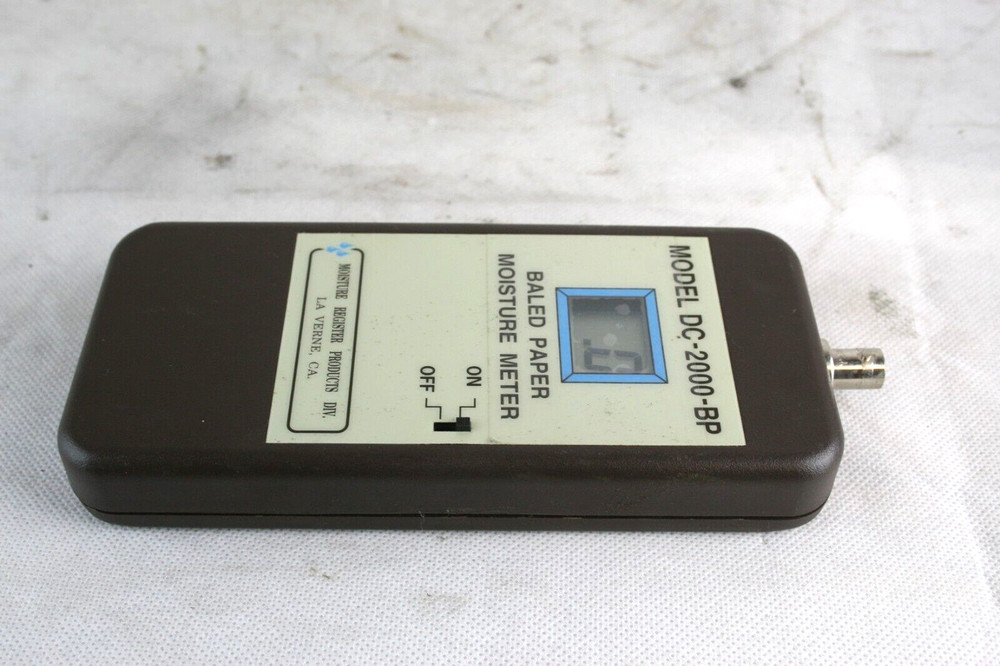 MODEL DC-2000-BP
BALED PAPER
MOISTURE METER
ON
OFF
MOISTURE REGISTER PRODUCTS DIV.
LA VERNE, CA.